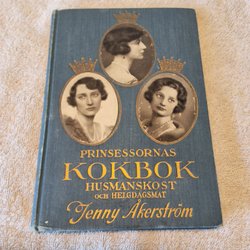 PRINSESSORNAS
KOKBOK
HUSMANSKOST
OCH HELGDAGSMAT
Jenny Åkerström